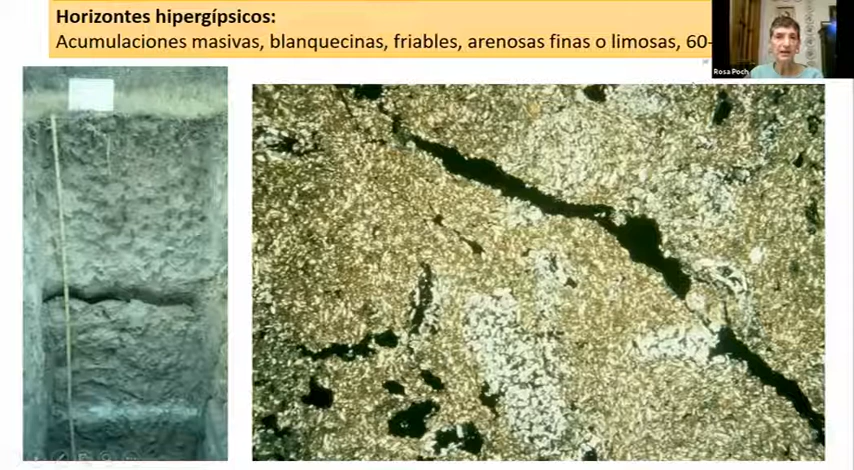 Horizontes hipergípsicos:
Acumulaciones masivas, blanquecinas, friables, arenosas finas o limosas, 60-
Rosa Poch